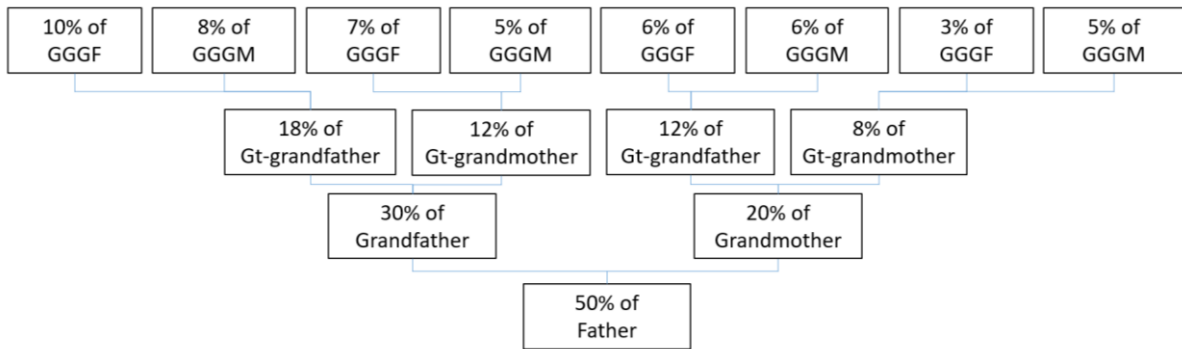 10% of
GGGF
8% of
GGGM
7% of
GGGF
5% of
GGGM
6% of
GGGF
6% of
GGGM
3% of
GGGF
5% of
GGGM
18% of
Gt-grandfather
12% of
Gt-grandmother
12% of
Gt-grandfather
8% of
Gt-grandmother
30% of
Grandfather
20% of
Grandmother
50% of
Father